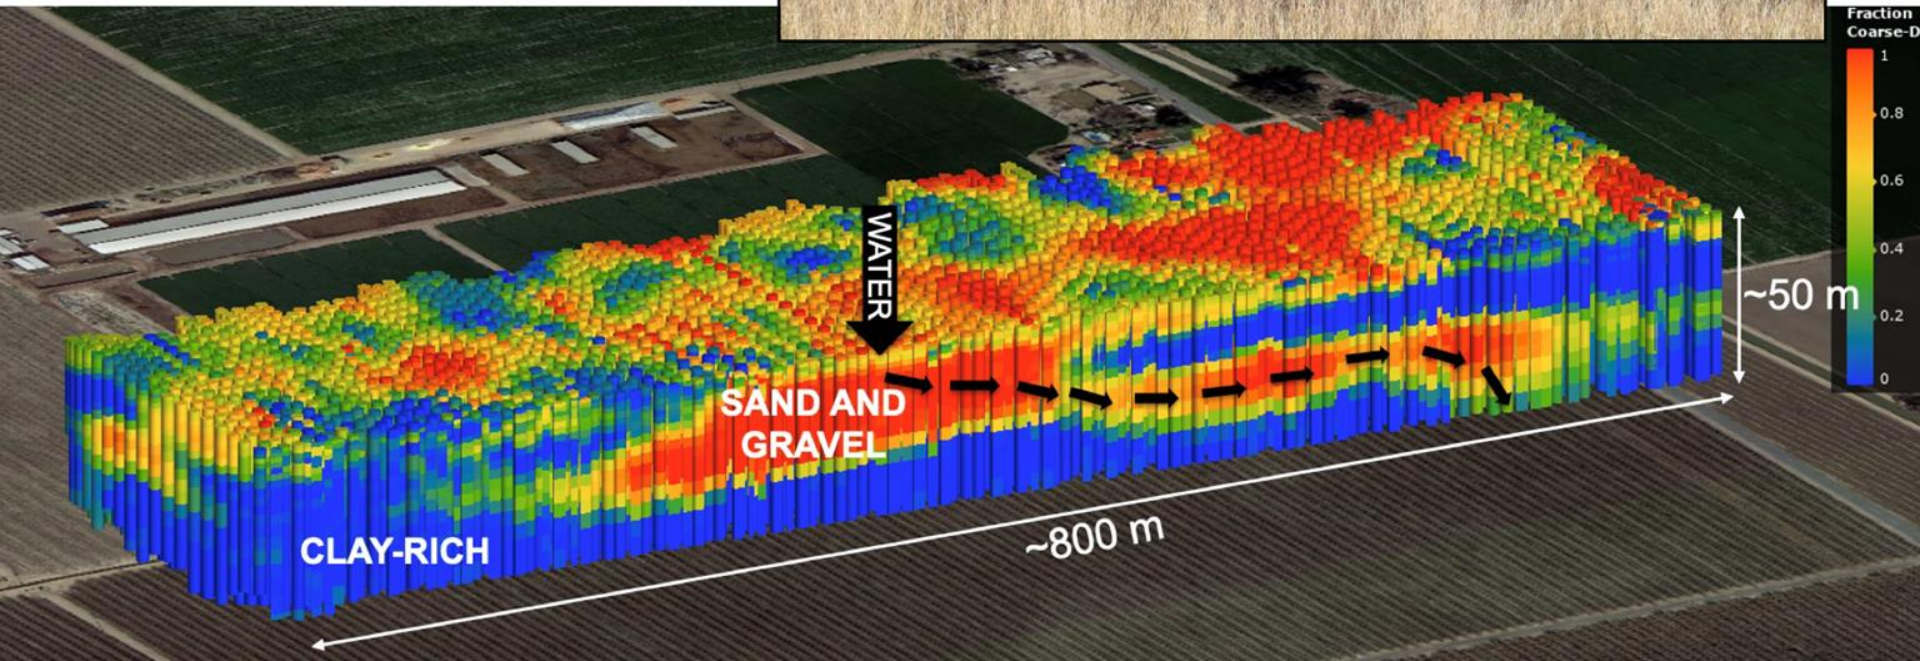 Fraction
Coarse-D
1
0.8
0.6
0.4
0.2
0
WATER
~50 m
SAND AND
GRAVEL
~800 m
CLAY-RICH